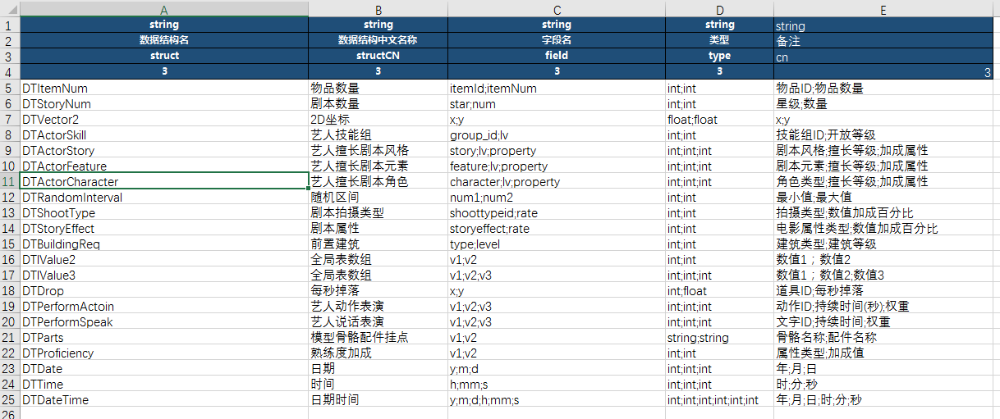 A B C D E
1 string string string string string
2 数据结构名 数据结构中文名称 字段名 类型 备注
3 struct structCN field type cn
4 3 3 3 3 3
5 DTItemNum 物品数量 itemId;itemNum int;int 物品ID;物品数量
6 DTStoryNum 剧本数量 star;num int;int 星级;数量
7 DTVector2 2D坐标 x;y float;float x;y
8 DTActorSkill 艺人技能组 group_id;lv int;int 技能组ID;开放等级
9 DTActorStory 艺人擅长剧本风格 story;lv;property int;int;int 剧本风格;擅长等级;加成属性
10 DTActorFeature 艺人擅长剧本元素 feature;lv;property int;int;int 剧本元素;擅长等级;加成属性
11 DTActorCharacter 艺人擅长剧本角色 character;lv;property int;int;int 角色类型;擅长等级;加成属性
12 DTRandomInterval 随机区间 num1;num2 int;int 最小值;最大值
13 DTShootType 剧本拍摄类型 shoottypeid;rate int;int 拍摄类型;数值加成百分比
14 DTStoryEffect 剧本属性 storyeffect;rate int;int 电影属性类型;数值加成百分比
15 DTBuildingReq 前置建筑 type;level int;int 建筑类型;建筑等级
16 DTIValue2 全局表数组 v1;v2 int;int 数值1；数值2
17 DTIValue3 全局表数组 v1;v2;v3 int;int;int 数值1；数值2;数值3
18 DTDrop 每秒掉落 x;y int;float 道具ID;每秒掉落
19 DTPerformActoin 艺人动作表演 v1;v2;v3 int;int;int 动作ID;持续时间(秒);权重
20 DTPerformSpeak 艺人说话表演 v1;v2;v3 int;int;int 文字ID;持续时间;权重
21 DTParts 模型骨骼配件挂点 v1;v2 string;string 骨骼名称;配件名称
22 DTProficiency 熟练度加成 v1;v2 int;int 属性类型;加成值
23 DTDate 日期 y;m;d int;int;int 年;月;日
24 DTTime 时间 h;mm;s int;int;int 时;分;秒
25 DTDateTime 日期时间 y;m;d;h;mm;s int;int;int;int;int;int 年;月;日;时;分;秒
26